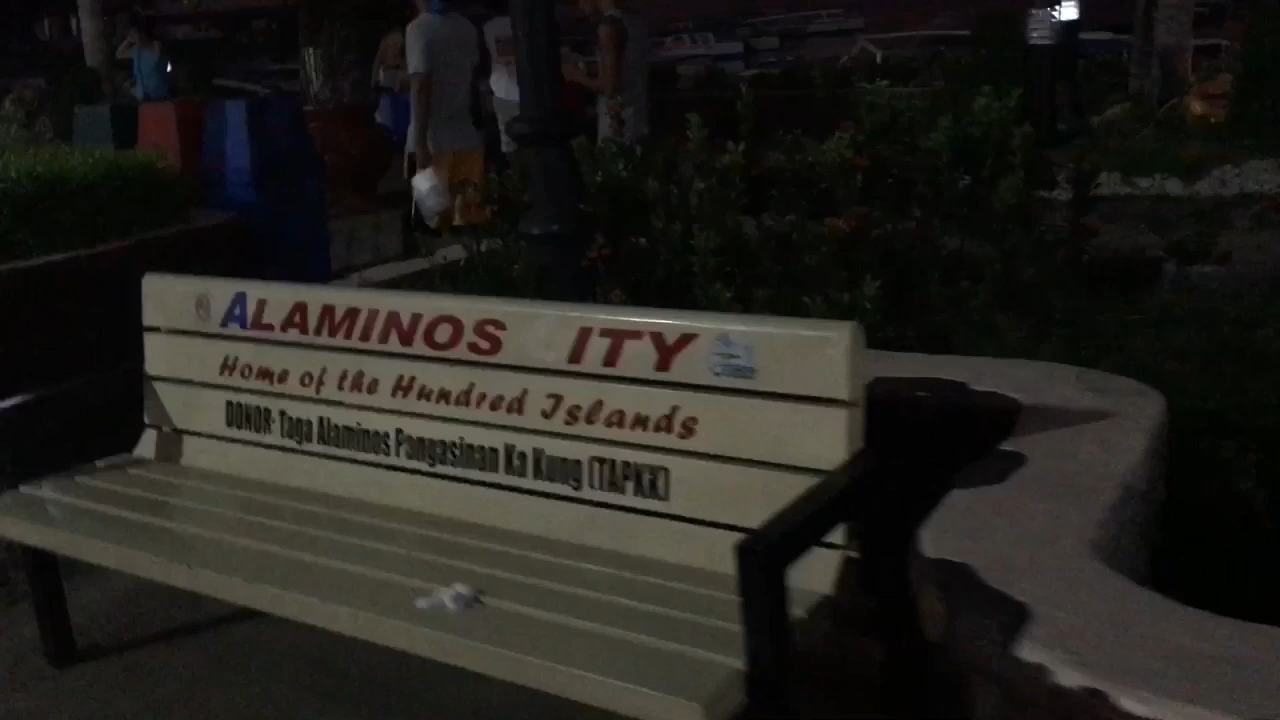 ALAMINOS ITY
Home of the Hundred Islands
DONOR: Taga Alaminos Pangasinan Ka Kung (TAPKK)